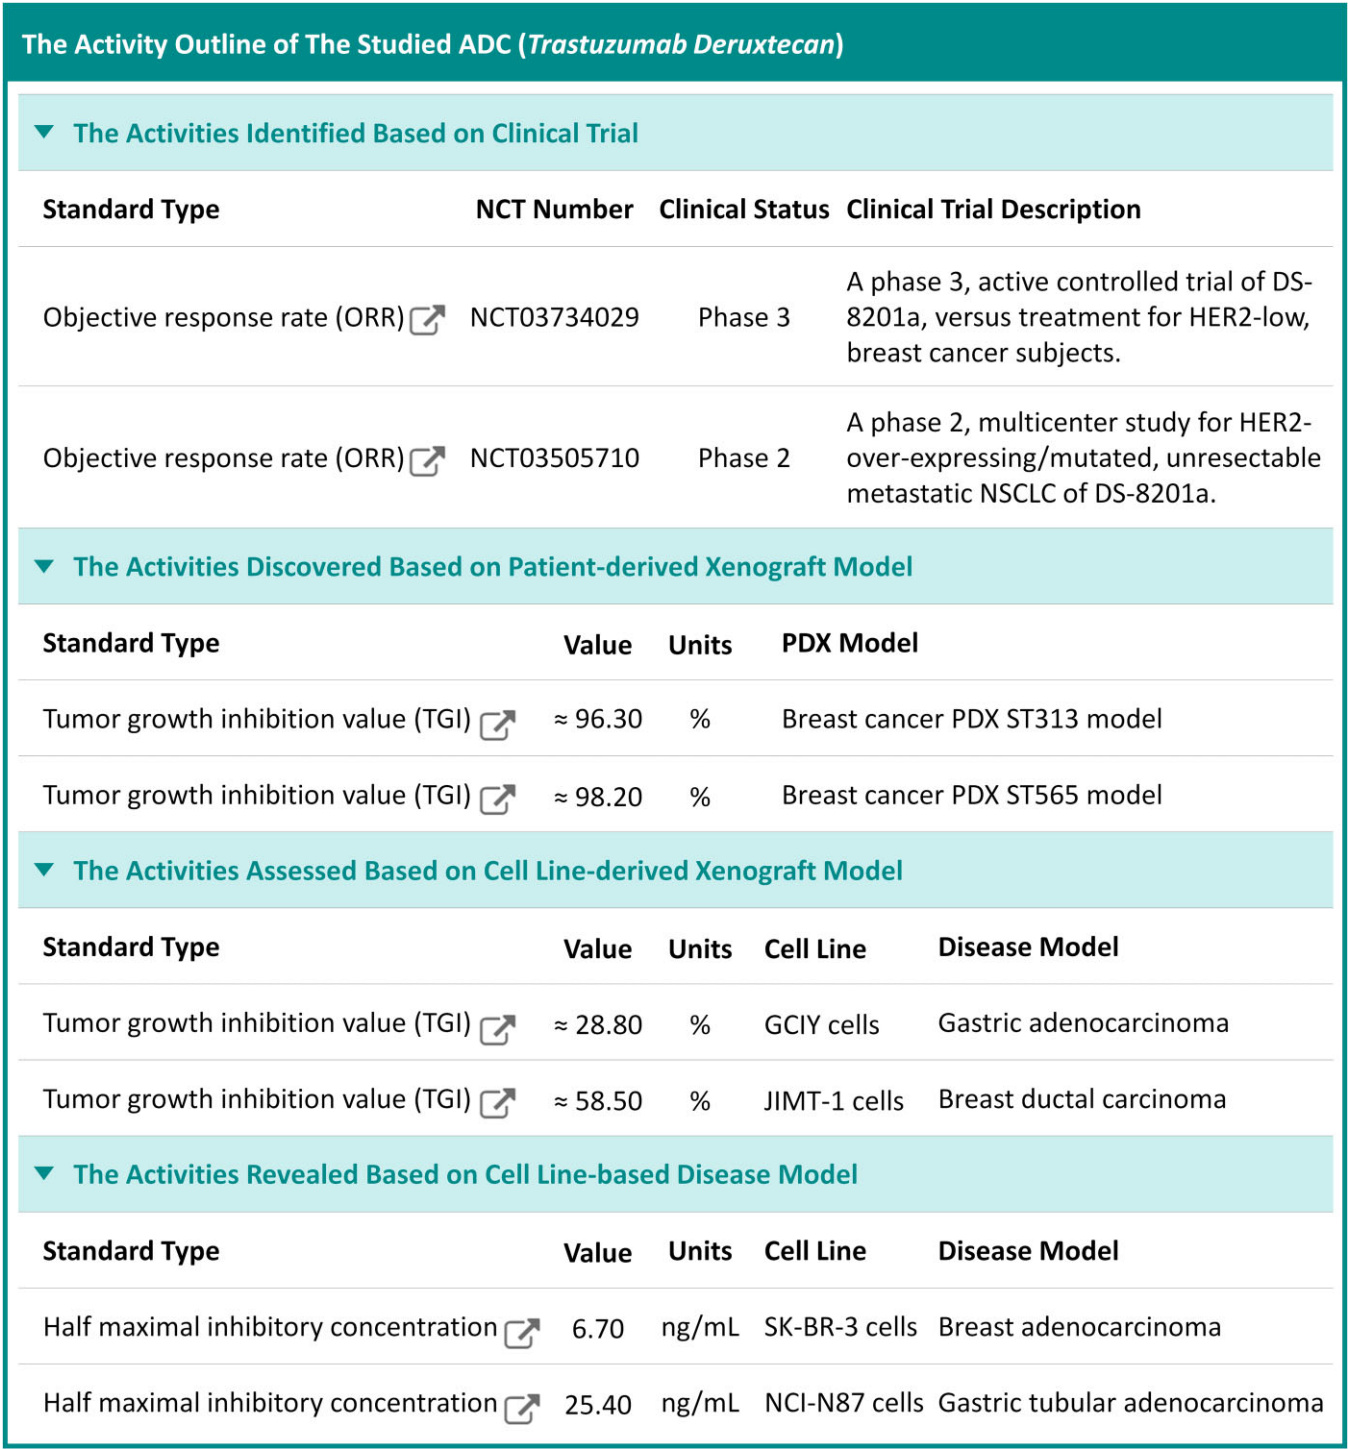 The Activity Outline of The Studied ADC (Trastuzumab Deruxtecan)
▼ The Activities Identified Based on Clinical Trial
Standard Type NCT Number Clinical Status Clinical Trial Description
Objective response rate (ORR) NCT03734029 Phase 3 A phase 3, active controlled trial of DS-
8201a, versus treatment for HER2-low,
breast cancer subjects.
Objective response rate (ORR) NCT03505710 Phase 2 A phase 2, multicenter study for HER2-
over-expressing/mutated, unresectable
metastatic NSCLC of DS-8201a.
▼ The Activities Discovered Based on Patient-derived Xenograft Model
Standard Type Value Units PDX Model
Tumor growth inhibition value (TGI) ≈ 96.30 % Breast cancer PDX ST313 model
Tumor growth inhibition value (TGI) ≈ 98.20 % Breast cancer PDX ST565 model
▼ The Activities Assessed Based on Cell Line-derived Xenograft Model
Standard Type Value Units Cell Line Disease Model
Tumor growth inhibition value (TGI) ≈ 28.80 % GCIY cells Gastric adenocarcinoma
Tumor growth inhibition value (TGI) ≈ 58.50 % JIMT-1 cells Breast ductal carcinoma
▼ The Activities Revealed Based on Cell Line-based Disease Model
Standard Type Value Units Cell Line Disease Model
Half maximal inhibitory concentration 6.70 ng/mL SK-BR-3 cells Breast adenocarcinoma
Half maximal inhibitory concentration 25.40 ng/mL NCI-N87 cells Gastric tubular adenocarcinoma